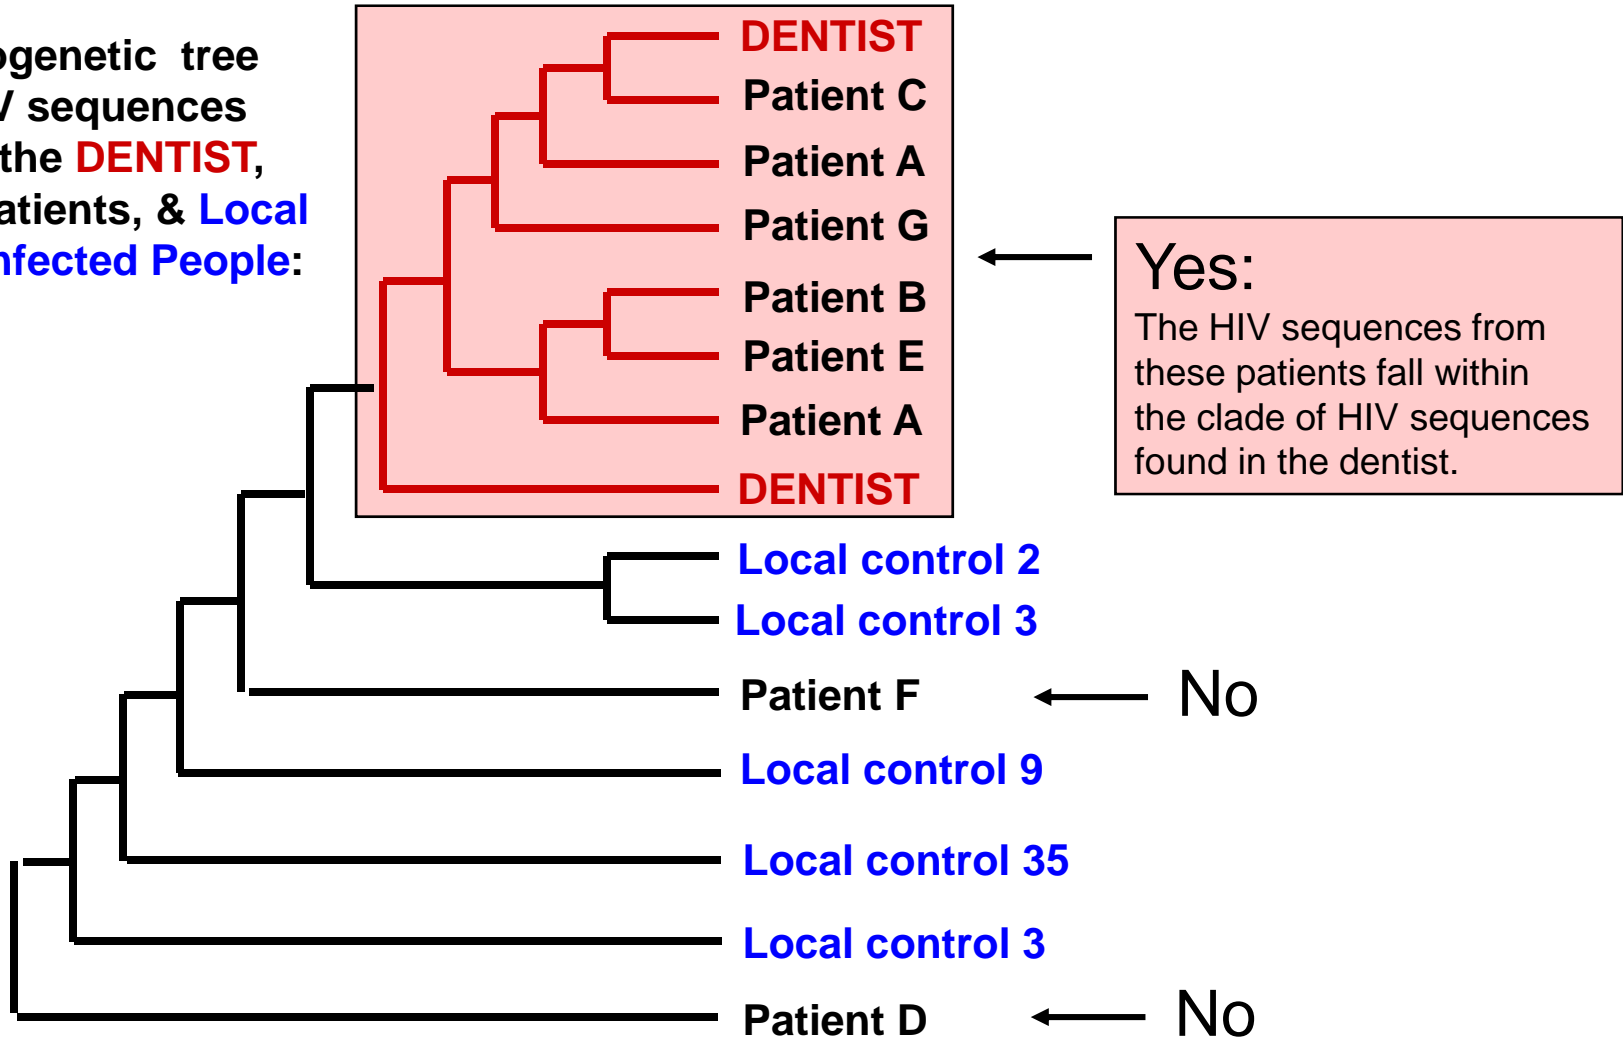 ogenetic tree
V sequences
the DENTIST,
atients, & Local
nfected People:
DENTIST
Patient C
Patient A
Patient G
Patient B
Patient E
Patient A
DENTIST
Yes:
The HIV sequences from
these patients fall within
the clade of HIV sequences
found in the dentist.
Local control 2
Local control 3
Patient F
No
Local control 9
Local control 35
Local control 3
Patient D
No